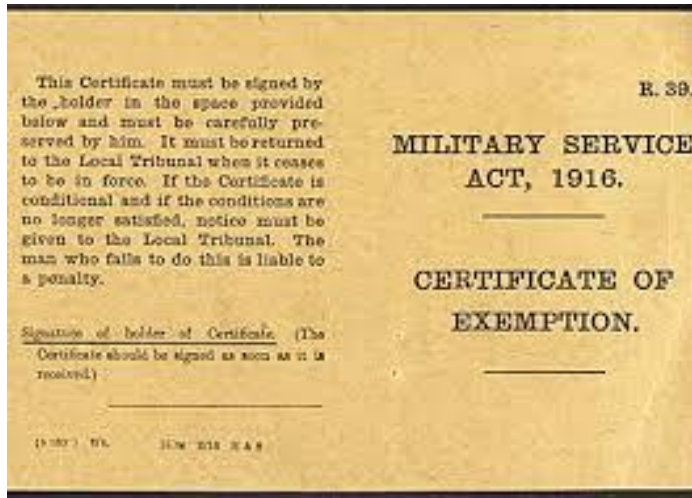 This Certificate must be signed by
the holder in the space provided
below and must be carefully pre-
served by him. It must be returned
to the Local Tribunal when it ceases
to be in force. If the Certificate is
conditional and if the conditions are
no longer satisfied, notice must be
given to the Local Tribunal. The
man who fails to do this is liable to
a penalty.
Signature of holder of Certificate. (The
Certificate should be signed as soon as it is
received.)
R. 39.
MILITARY SERVICE
ACT, 1916.
CERTIFICATE OF
EXEMPTION.